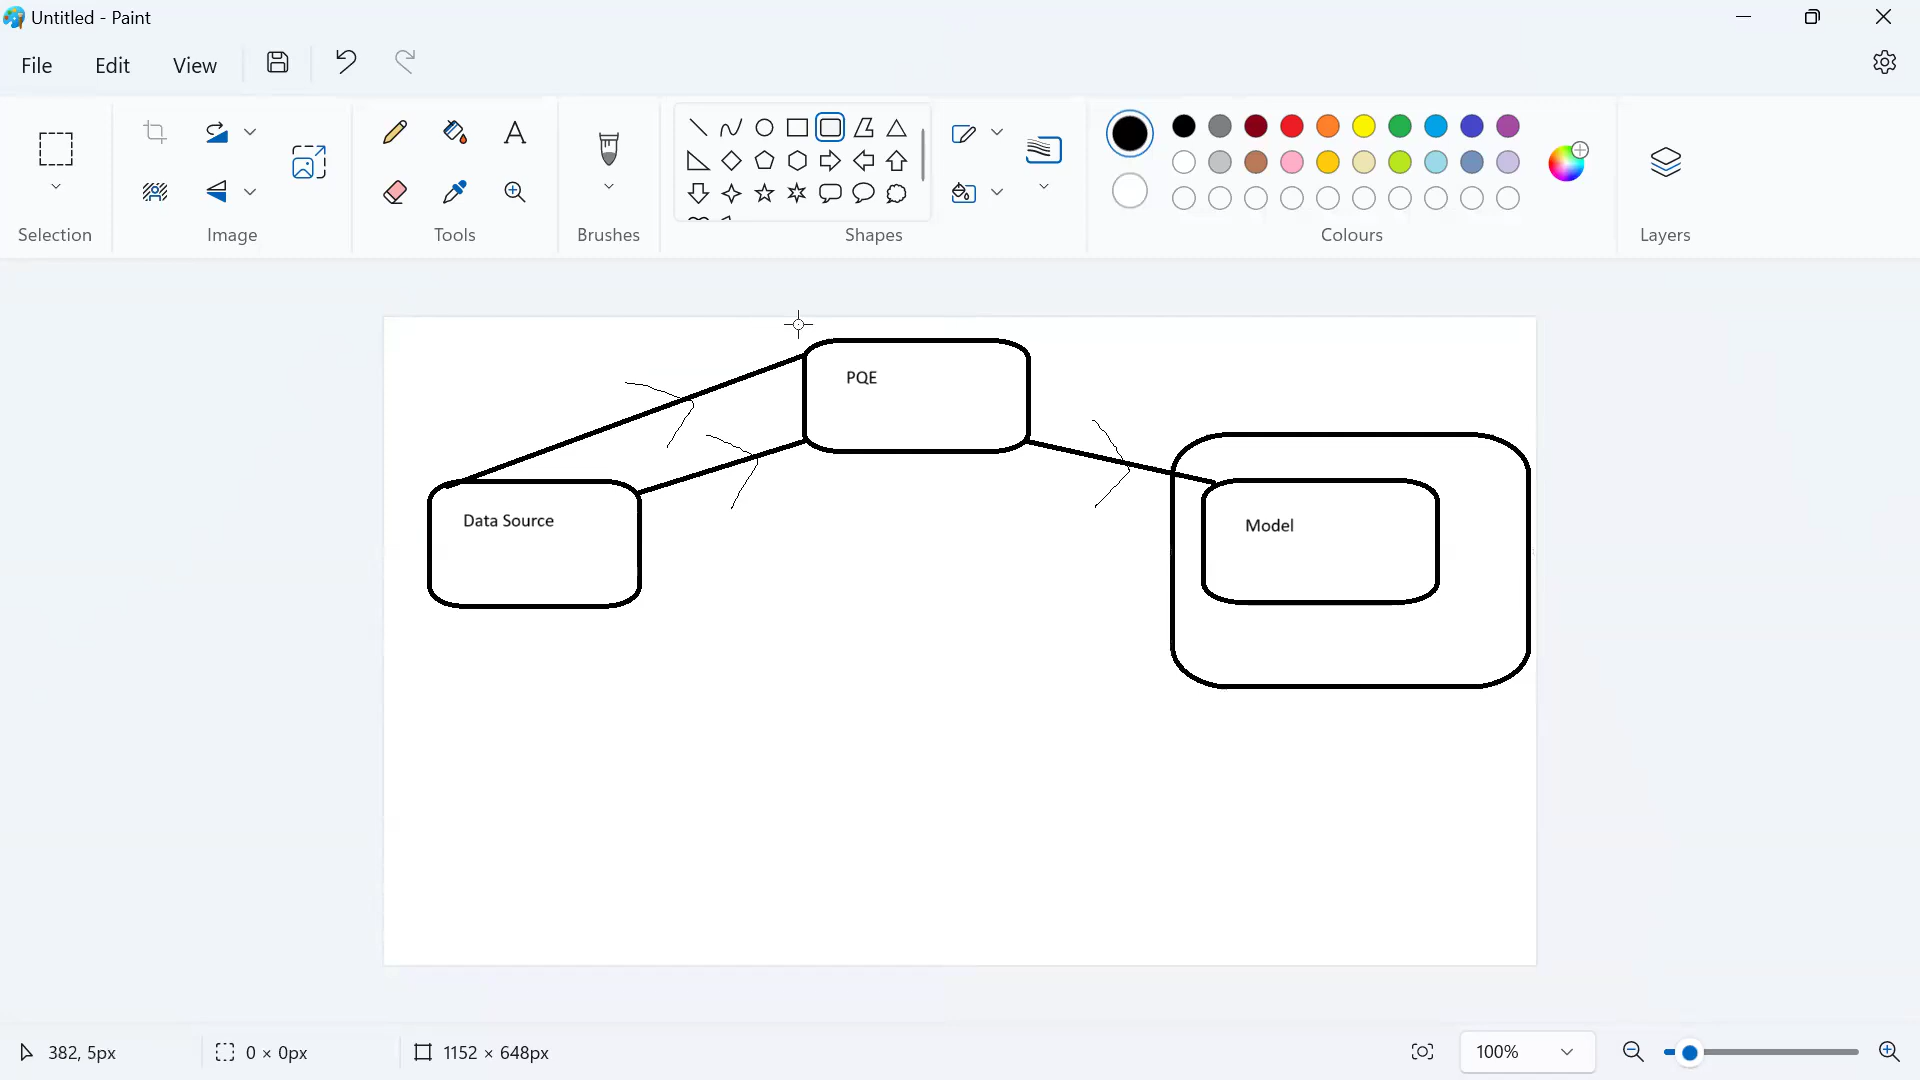 Untitled - Paint
File Edit View
Selection Image Tools Brushes Shapes Colours Layers
PQE
Data Source
Model
382, 5px 0 × 0px 1152 × 648px 100%